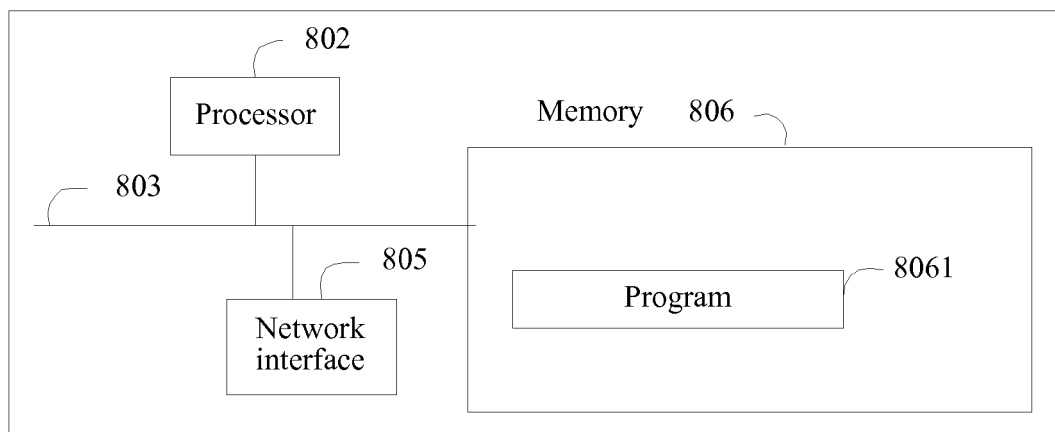 802
Processor
Memory 806
803
805
8061
Program
Network
interface